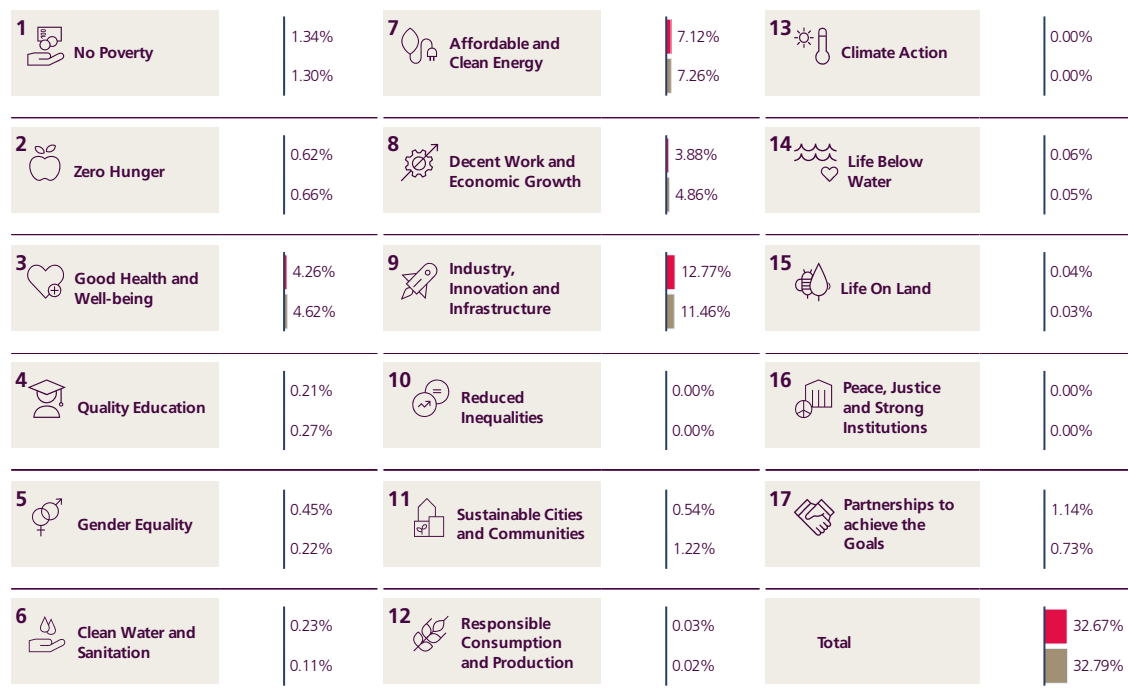 1
No Poverty
1.34%
1.30%
2
Zero Hunger
0.62%
0.66%
3
Good Health and
Well-being
4.26%
4.62%
4
Quality Education
0.21%
0.27%
5
Gender Equality
0.45%
0.22%
6
Clean Water and
Sanitation
0.23%
0.11%
7
Affordable and
Clean Energy
7.12%
7.26%
8
Decent Work and
Economic Growth
3.88%
4.86%
9
Industry,
Innovation and
Infrastructure
12.77%
11.46%
10
Reduced
Inequalities
0.00%
0.00%
11
Sustainable Cities
and Communities
0.54%
1.22%
12
Responsible
Consumption
and Production
0.03%
0.02%
13
Climate Action
0.00%
0.00%
14
Life Below
Water
0.06%
0.05%
15
Life On Land
0.04%
0.03%
16
Peace, Justice
and Strong
Institutions
0.00%
0.00%
17
Partnerships to
achieve the
Goals
1.14%
0.73%
Total
32.67%
32.79%